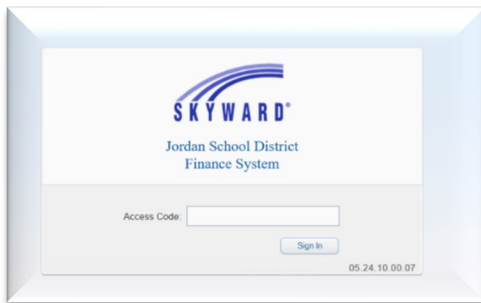 SKYWARD®
Jordan School District
Finance System
Access Code:
Sign In
05.24.10.00.07